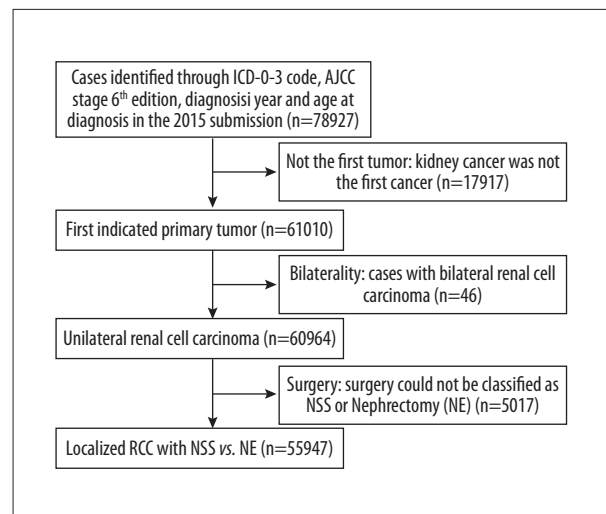 Cases identified through ICD-0-3 code, AJCC
stage 6th edition, diagnosisi year and age at
diagnosis in the 2015 submission (n=78927)
Not the first tumor: kidney cancer was not
the first cancer (n=17917)
First indicated primary tumor (n=61010)
Bilaterality: cases with bilateral renal cell
carcinoma (n=46)
Unilateral renal cell carcinoma (n=60964)
Surgery: surgery could not be classified as
NSS or Nephrectomy (NE) (n=5017)
Localized RCC with NSS vs. NE (n=55947)